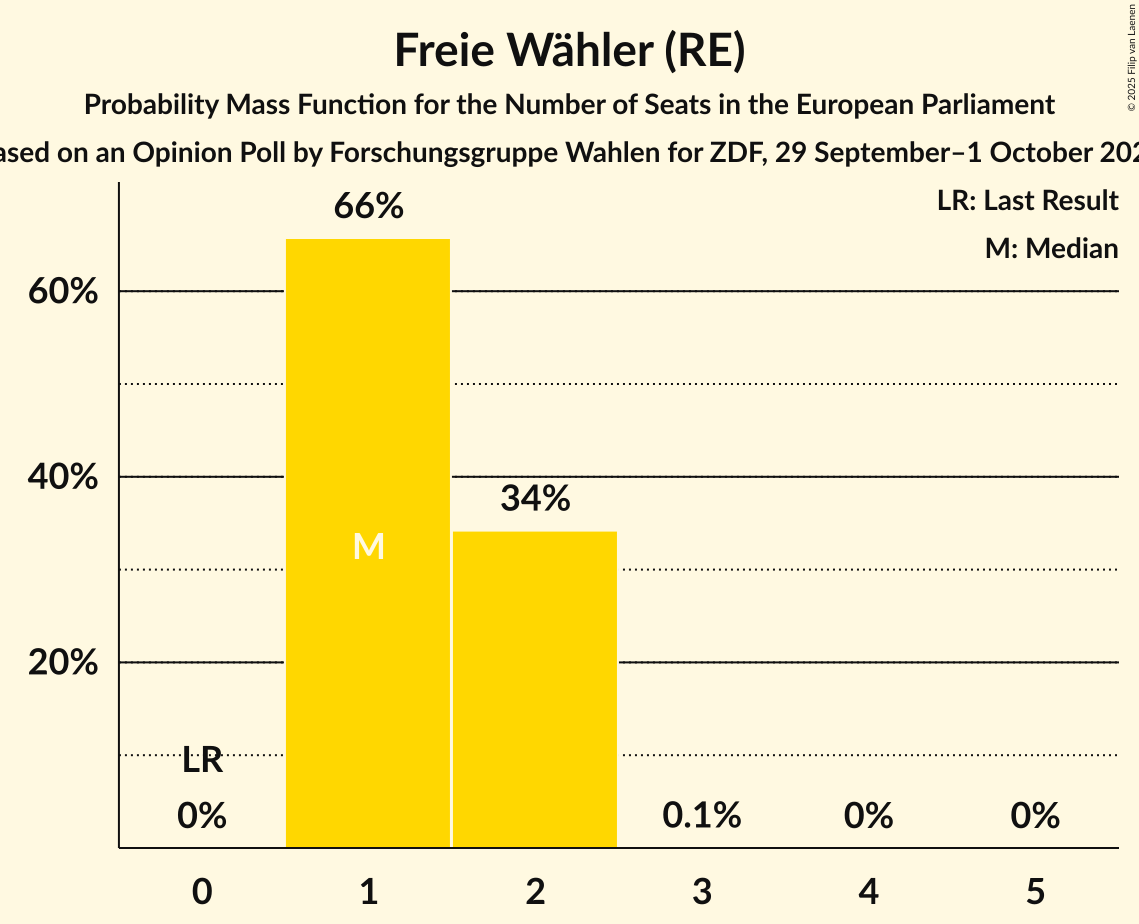 Freie Wähler (RE)
Probability Mass Function for the Number of Seats in the European Parliament
ased on an Opinion Poll by Forschungsgruppe Wahlen for ZDF, 29 September–1 October 202
© 2025 Filip van Laenen
LR: Last Result
M: Median
66%
60%
40%
34%
M
20%
LR
0%
0.1%
0%
0%
0
1
2
3
4
5